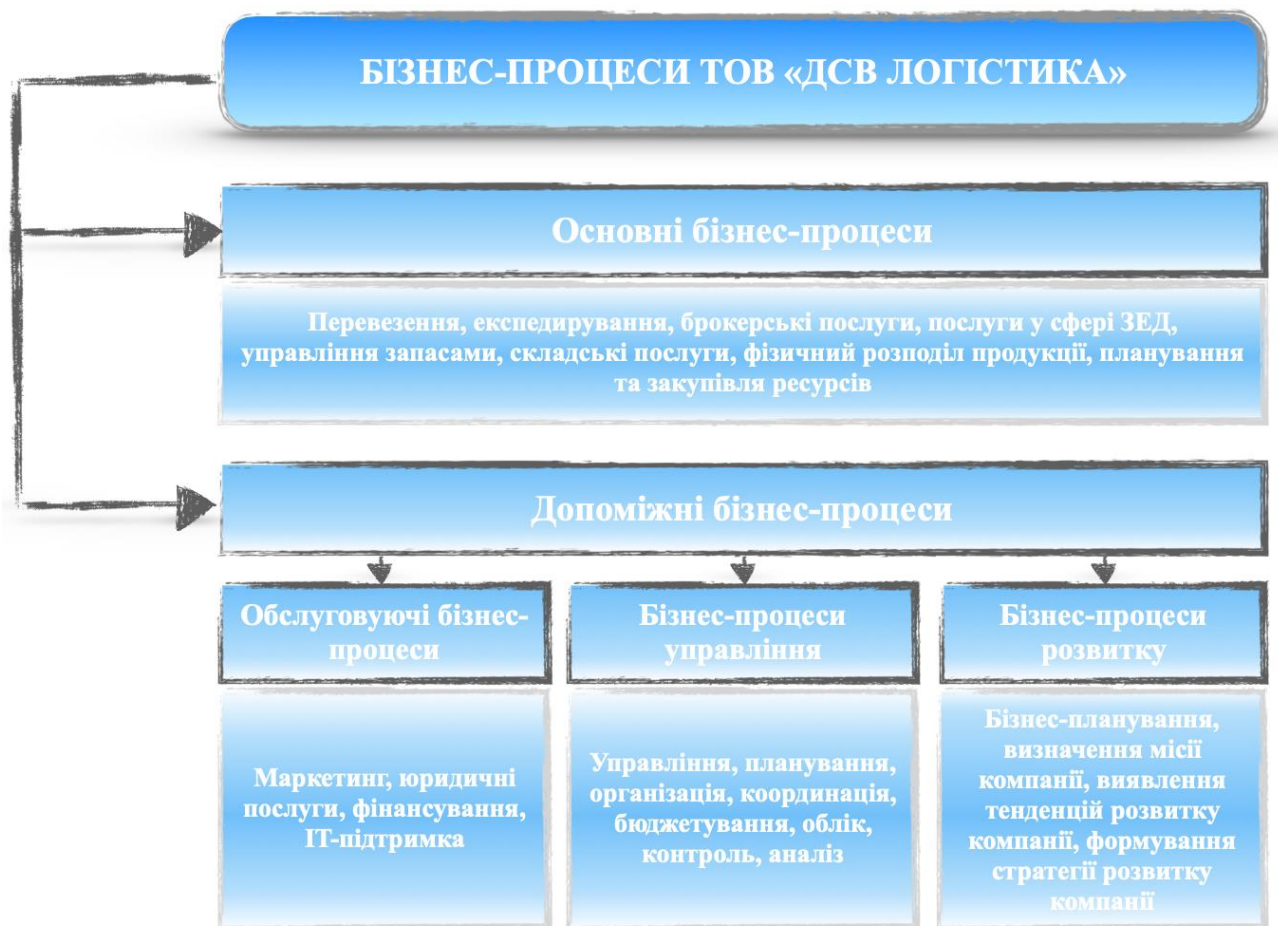 БІЗНЕС-ПРОЦЕСИ ТОВ «ДСВ ЛОГІСТИКА»
Основні бізнес-процеси
Перевезення, експедирування, брокерські послуги, послуги у сфері ЗЕД,
управління запасами, складські послуги, фізичний розподіл продукції, планування
та закупівля ресурсів
Допоміжні бізнес-процеси
Обслуговуючі бізнес-
процеси
Маркетинг, юридичні
послуги, фінансування,
ІТ-підтримка
Бізнес-процеси
управління
Управління, планування,
організація, координація,
бюджетування, облік,
контроль, аналіз
Бізнес-процеси
розвитку
Бізнес-планування,
визначення місії
компанії, виявлення
тенденцій розвитку
компанії, формування
стратегії розвитку
компанії